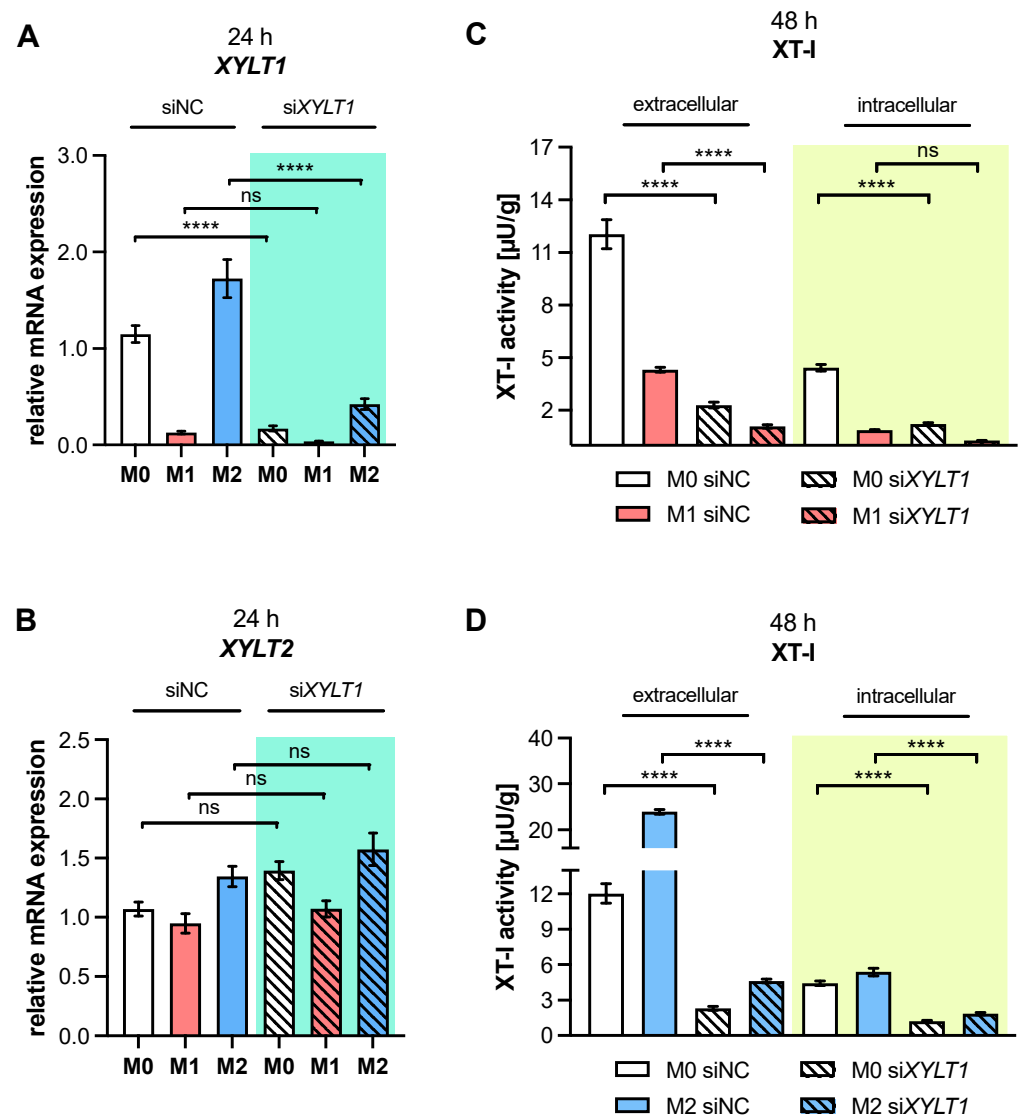 A
24 h
XYLT1
siNC
siXYLT1
relative mRNA expression
3.0
2.0
1.0
0.0
****
ns
****
M0 M1 M2 M0 M1 M2
C
48 h
XT-I
extracellular
intracellular
XT-I activity [µU/g]
17
14
11
8
5
2
****
****
ns
****
M0 siNC
M0 siXYLT1
M1 siNC
M1 siXYLT1
B
24 h
XYLT2
siNC
siXYLT1
relative mRNA expression
2.5
2.0
1.5
1.0
0.5
0.0
ns
ns
ns
M0 M1 M2 M0 M1 M2
D
48 h
XT-I
extracellular
intracellular
XT-I activity [µU/g]
40
30
20
12
9
6
3
0
****
****
****
****
M0 siNC
M0 siXYLT1
M2 siNC
M2 siXYLT1